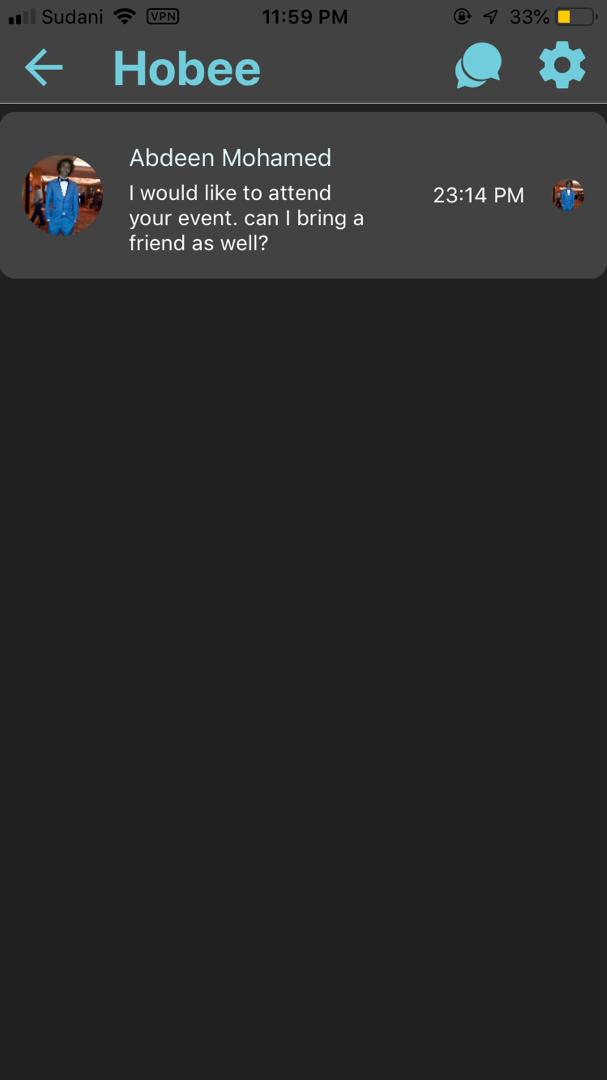 Sudani VPN 11:59 PM 33%
Hobee
Abdeen Mohamed
I would like to attend
your event. can I bring a
friend as well?
23:14 PM